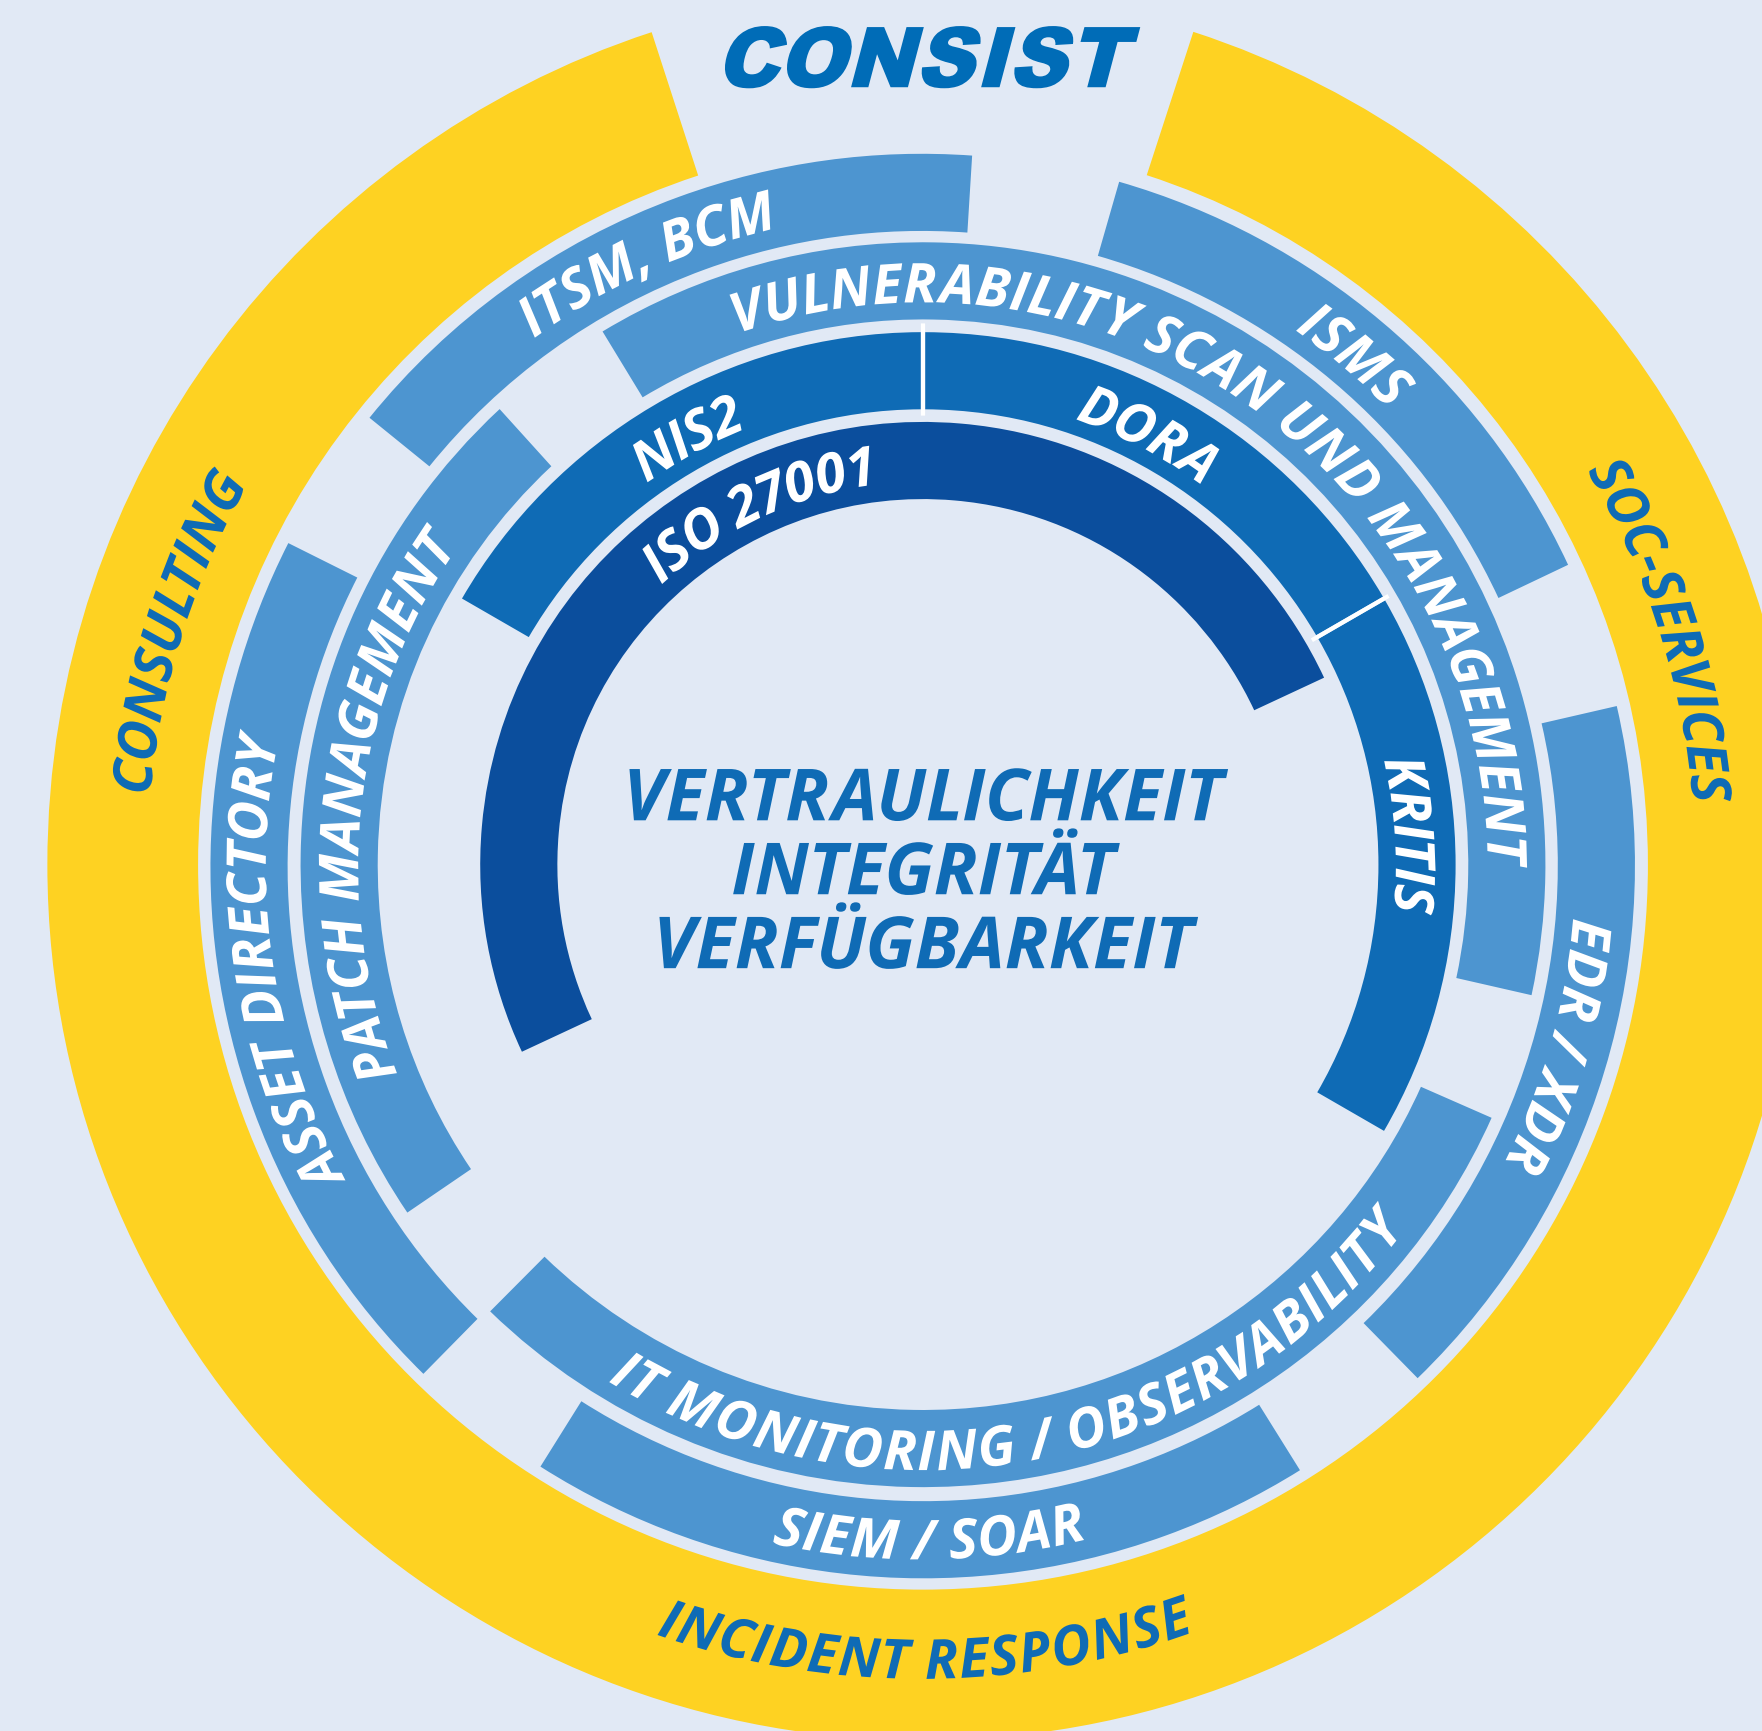 CONSIST
CONSULTING
SOC-SERVICES
INCIDENT RESPONSE
ITSM, BCM
ISMS
ASSET DIRECTORY
EDR / XDR
SIEM / SOAR
VULNERABILITY SCAN UND MANAGEMENT
PATCH MANAGEMENT
IT MONITORING / OBSERVABILITY
NIS2
DORA
KRITIS
ISO 27001
VERTRAULICHKEIT
INTEGRITÄT
VERFÜGBARKEIT